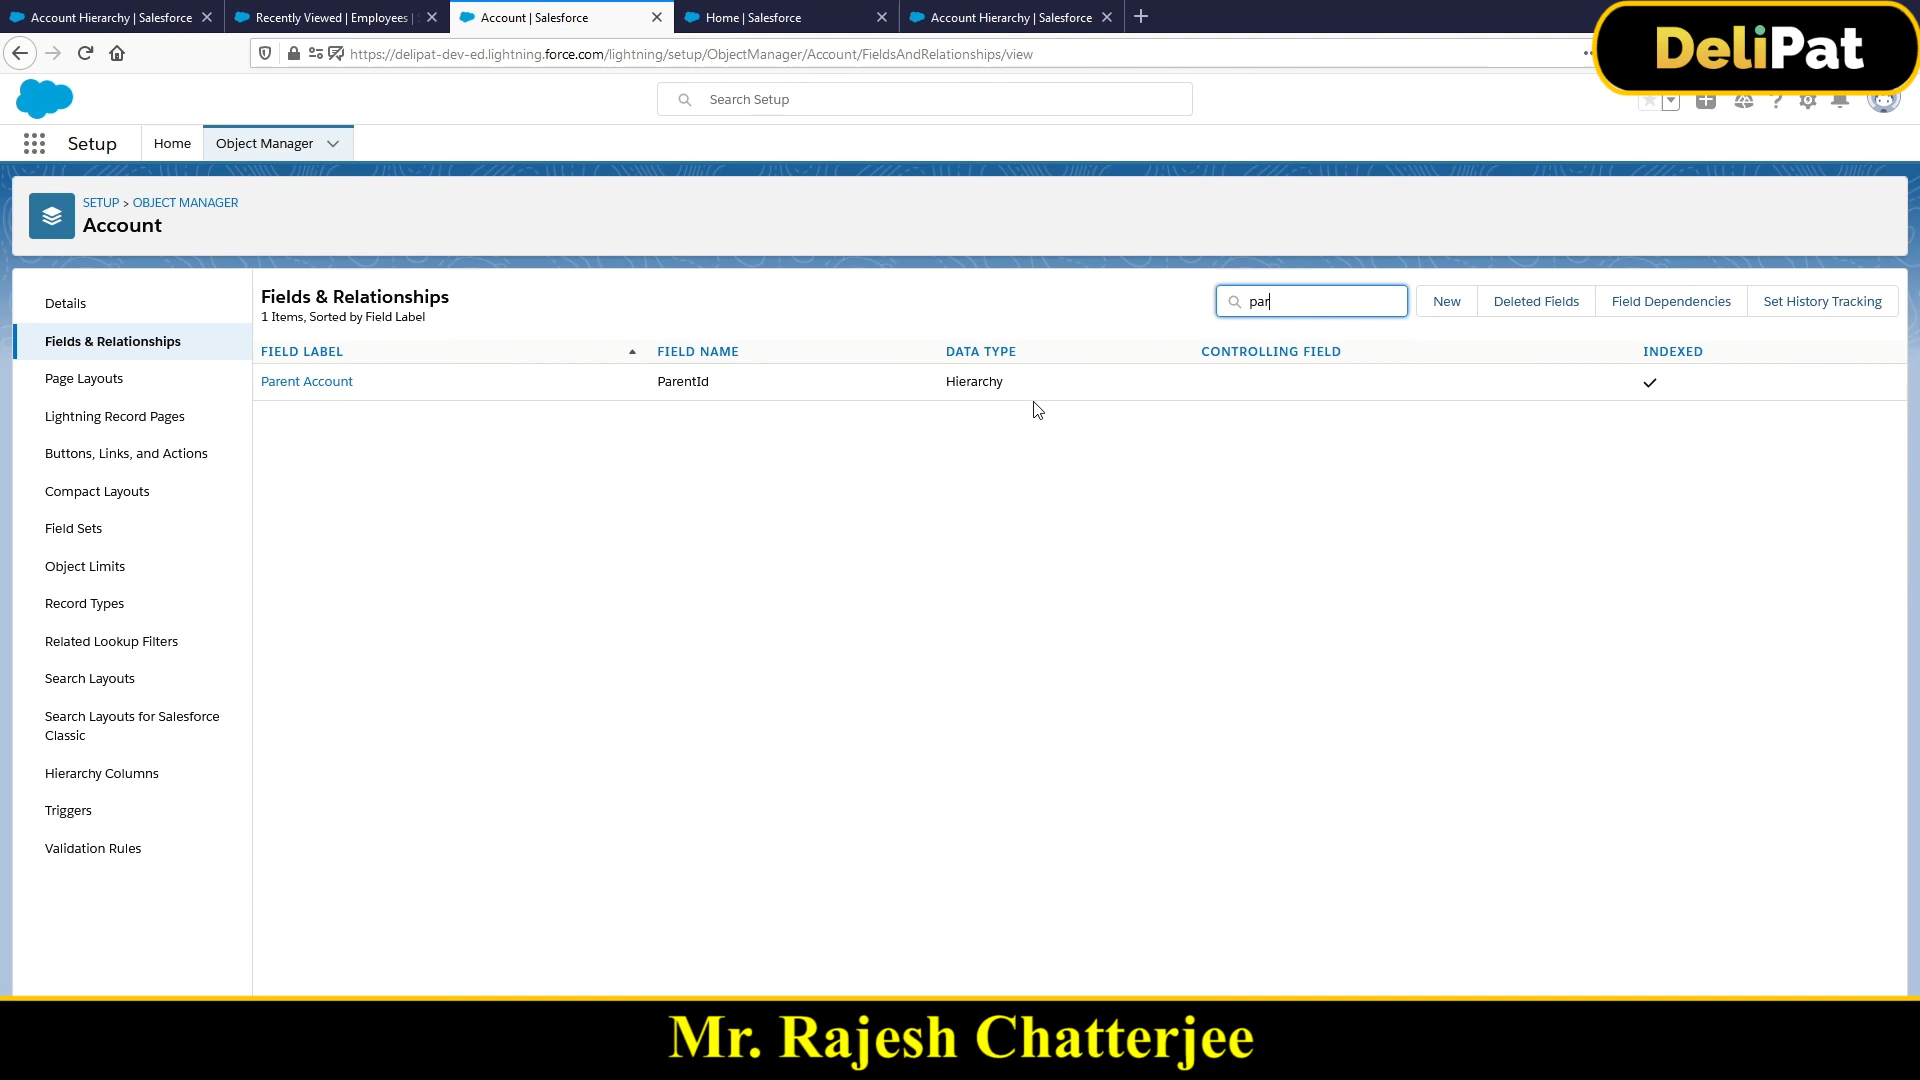 Account Hierarchy | Salesforce
Recently Viewed | Employees |
Account | Salesforce
Home | Salesforce
Account Hierarchy | Salesforce
https://delipat-dev-ed.lightning.force.com/lightning/setup/ObjectManager/Account/FieldsAndRelationships/view
DeliPat
Search Setup
Setup
Home
Object Manager
SETUP > OBJECT MANAGER
Account
Details
Fields & Relationships
Page Layouts
Lightning Record Pages
Buttons, Links, and Actions
Compact Layouts
Field Sets
Object Limits
Record Types
Related Lookup Filters
Search Layouts
Search Layouts for Salesforce
Classic
Hierarchy Columns
Triggers
Validation Rules
Fields & Relationships
1 Items, Sorted by Field Label
par
New
Deleted Fields
Field Dependencies
Set History Tracking
FIELD LABEL FIELD NAME DATA TYPE CONTROLLING FIELD INDEXED
Parent Account ParentId Hierarchy
Mr. Rajesh Chatterjee